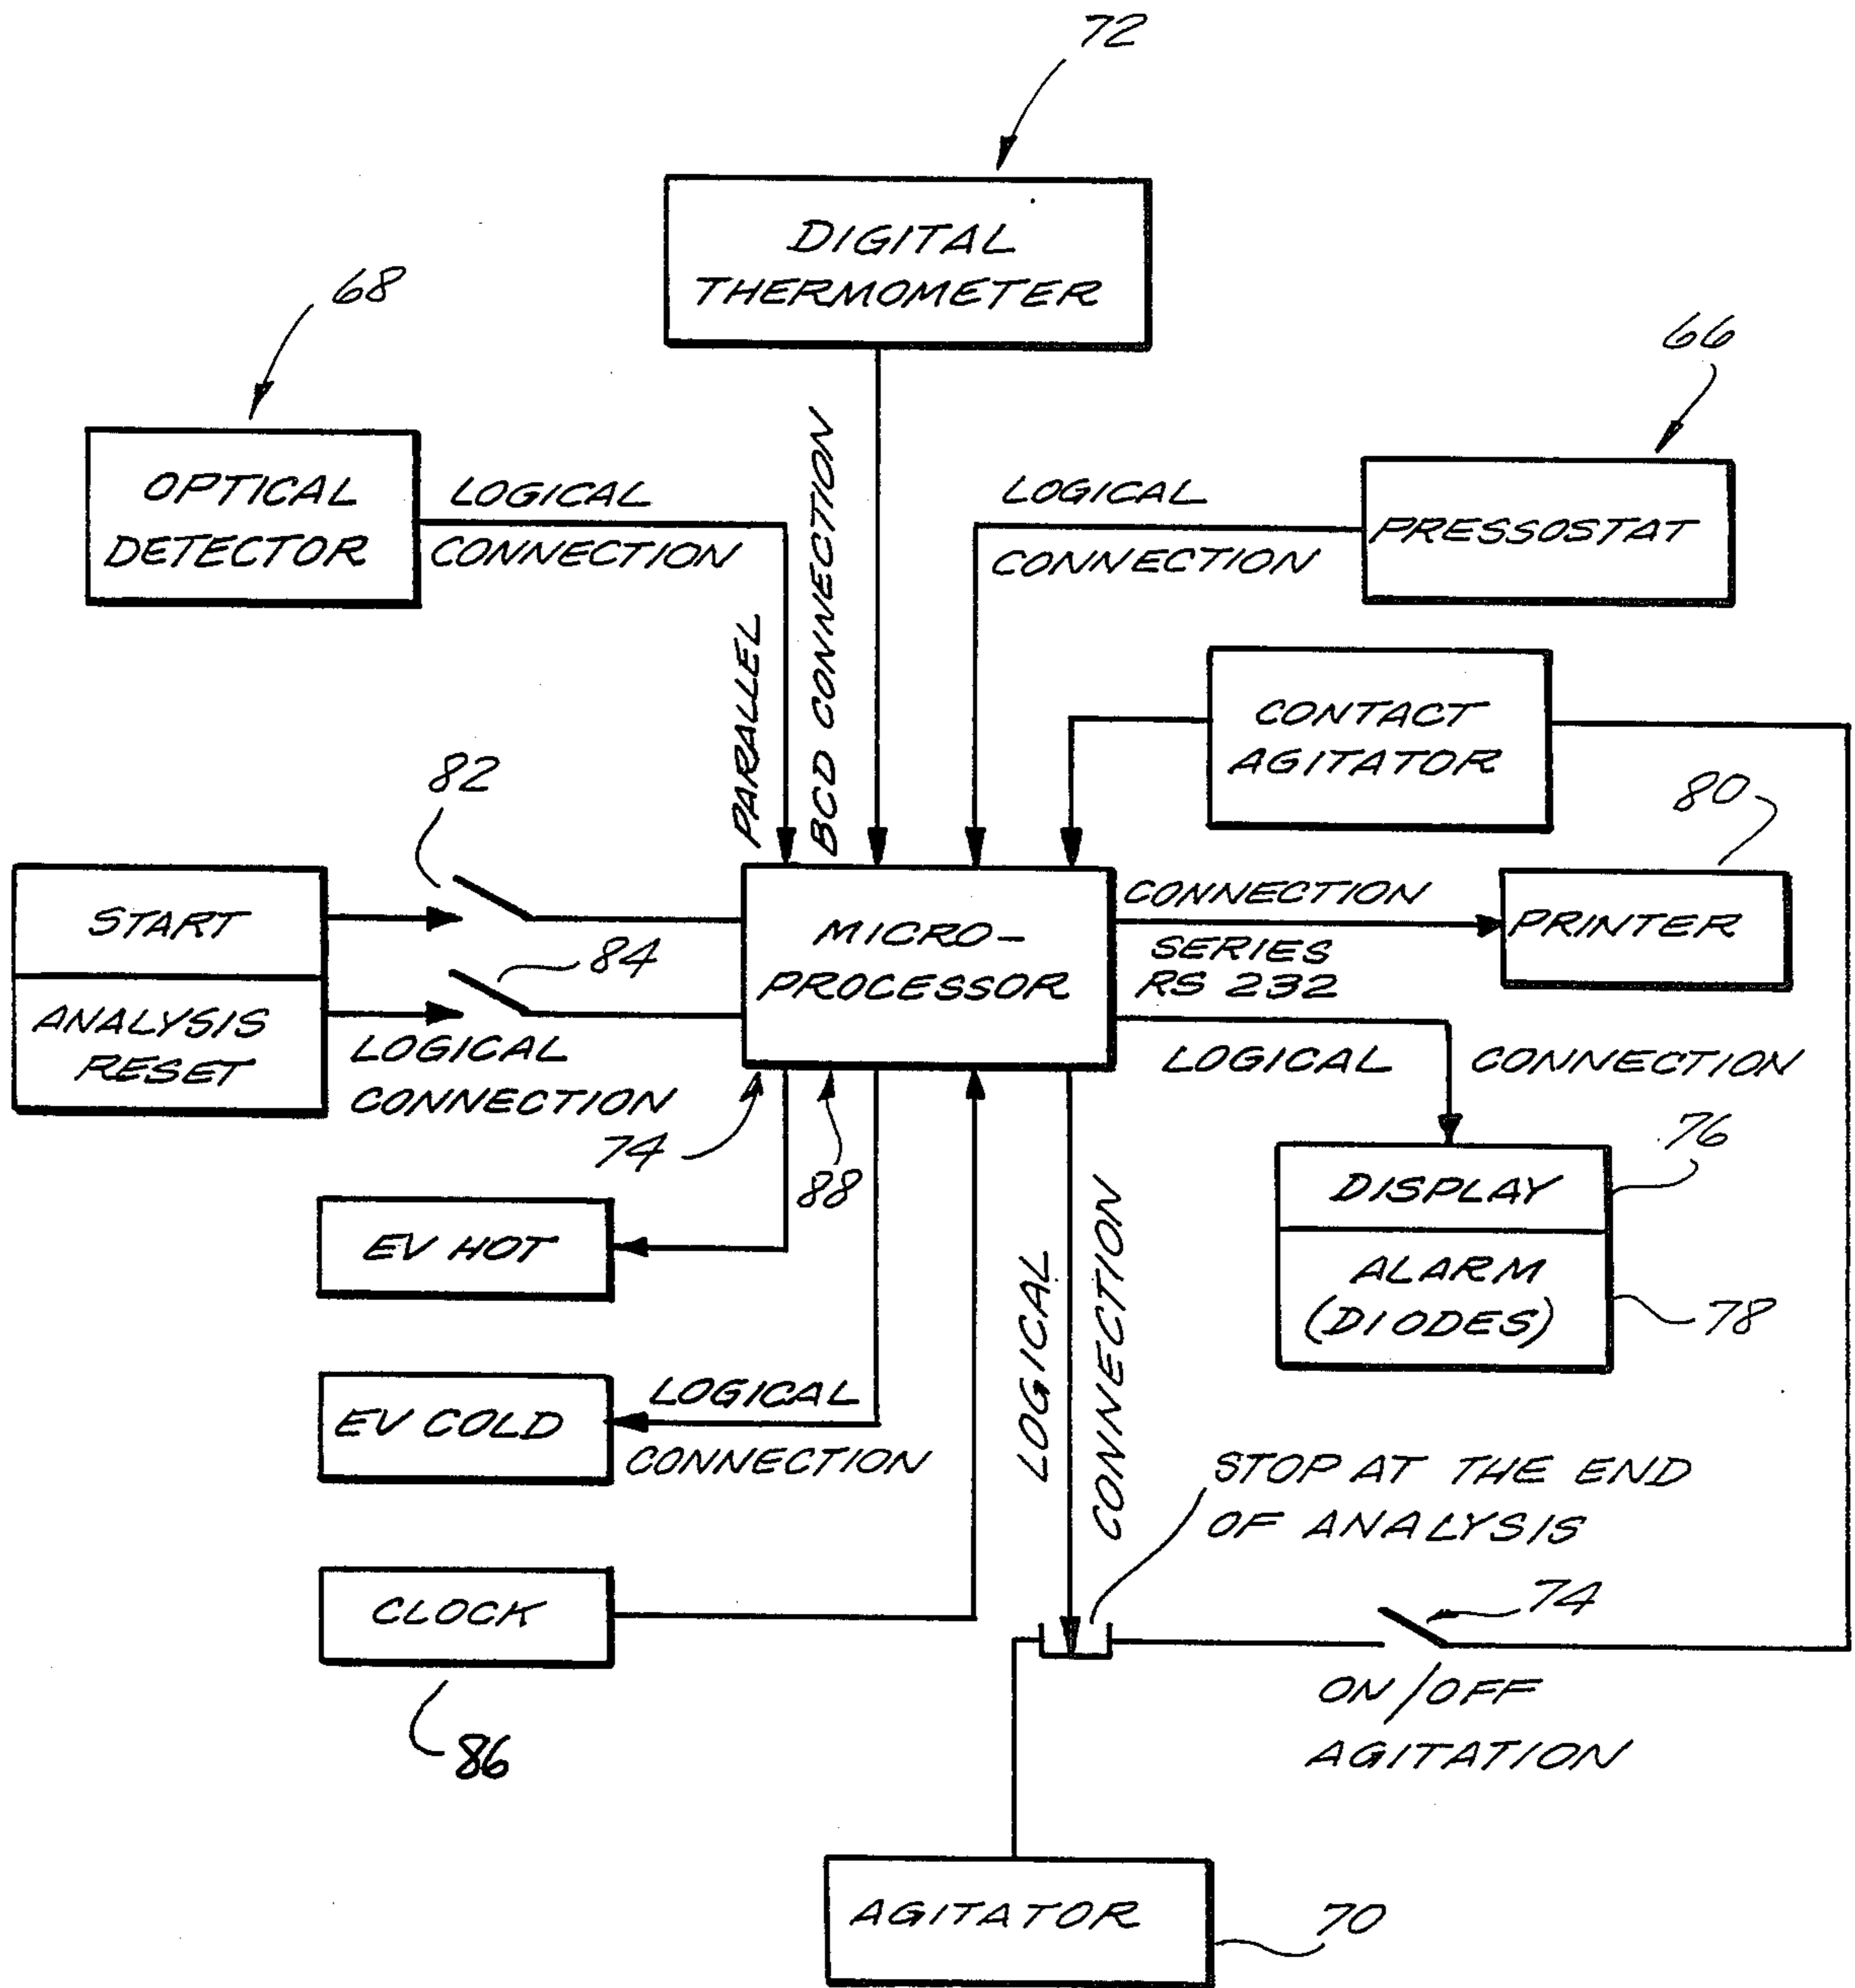 72
DIGITAL
THERMOMETER
68
66
OPTICAL
DETECTOR
LOGICAL
CONNECTION
PARALLEL
BCD CONNECTION
LOGICAL
CONNECTION
PRESSOSTAT
CONTACT
AGITATOR
82
80
START
ANALYSIS
RESET
84
LOGICAL
CONNECTION
MICRO-
PROCESSOR
CONNECTION
SERIES
RS 232
PRINTER
LOGICAL CONNECTION
74
88
76
DISPLAY
ALARM
(DIODES)
78
EV HOT
EV COLD
LOGICAL
CONNECTION
LOGICAL
CONNECTION
STOP AT THE END
OF ANALYSIS
CLOCK
86
74
ON/OFF
AGITATION
AGITATOR
70